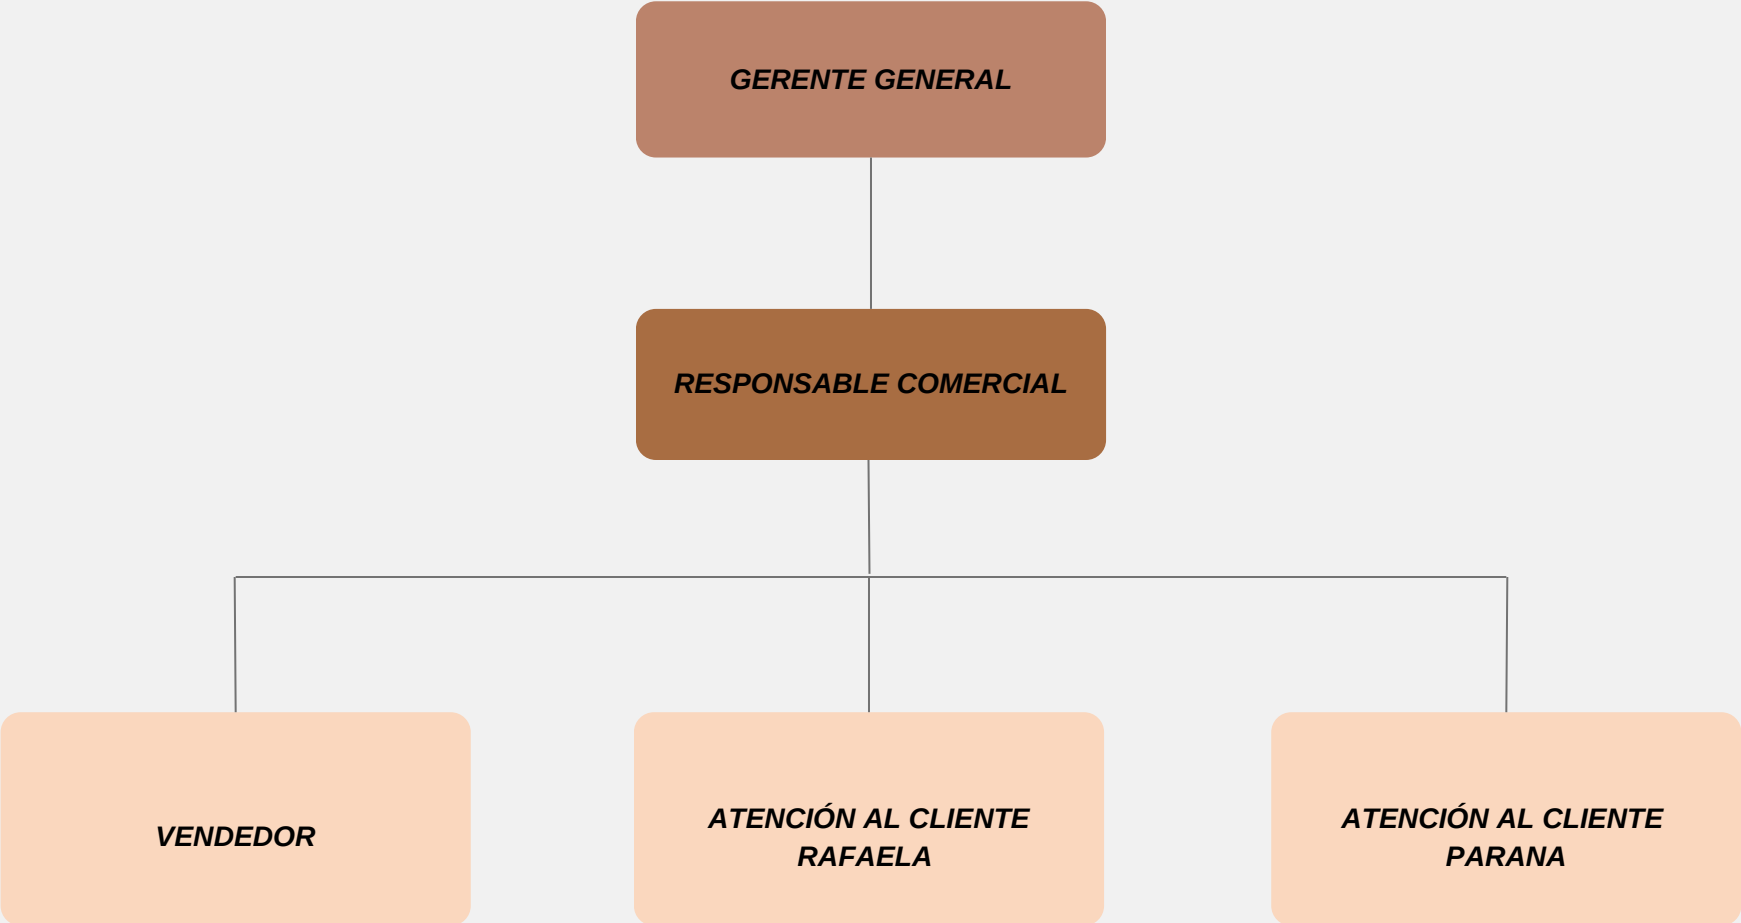 GERENTE GENERAL
RESPONSABLE COMERCIAL
VENDEDOR
ATENCIÓN AL CLIENTE
RAFAELA
ATENCIÓN AL CLIENTE
PARANA